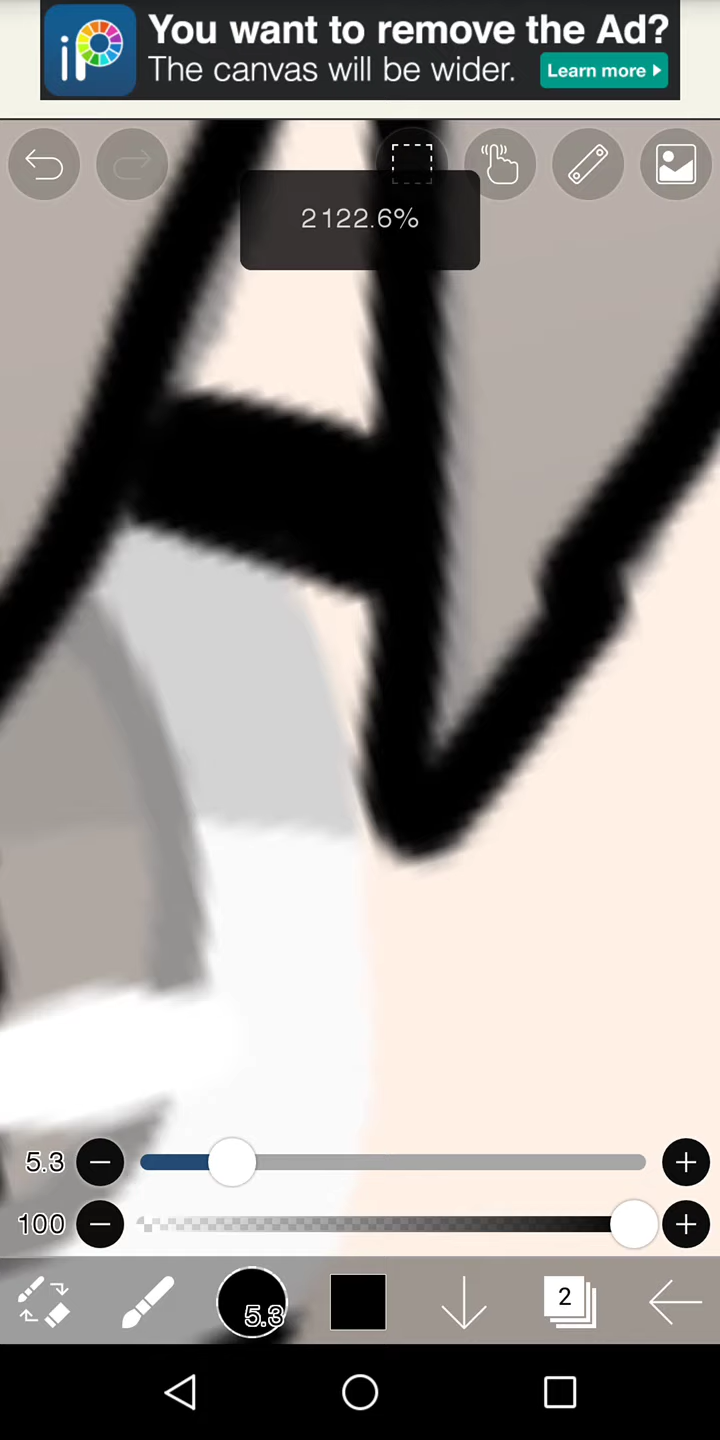 iP
You want to remove the Ad?
The canvas will be wider.
Learn more
2122.6%
5.3
100
5.3
2